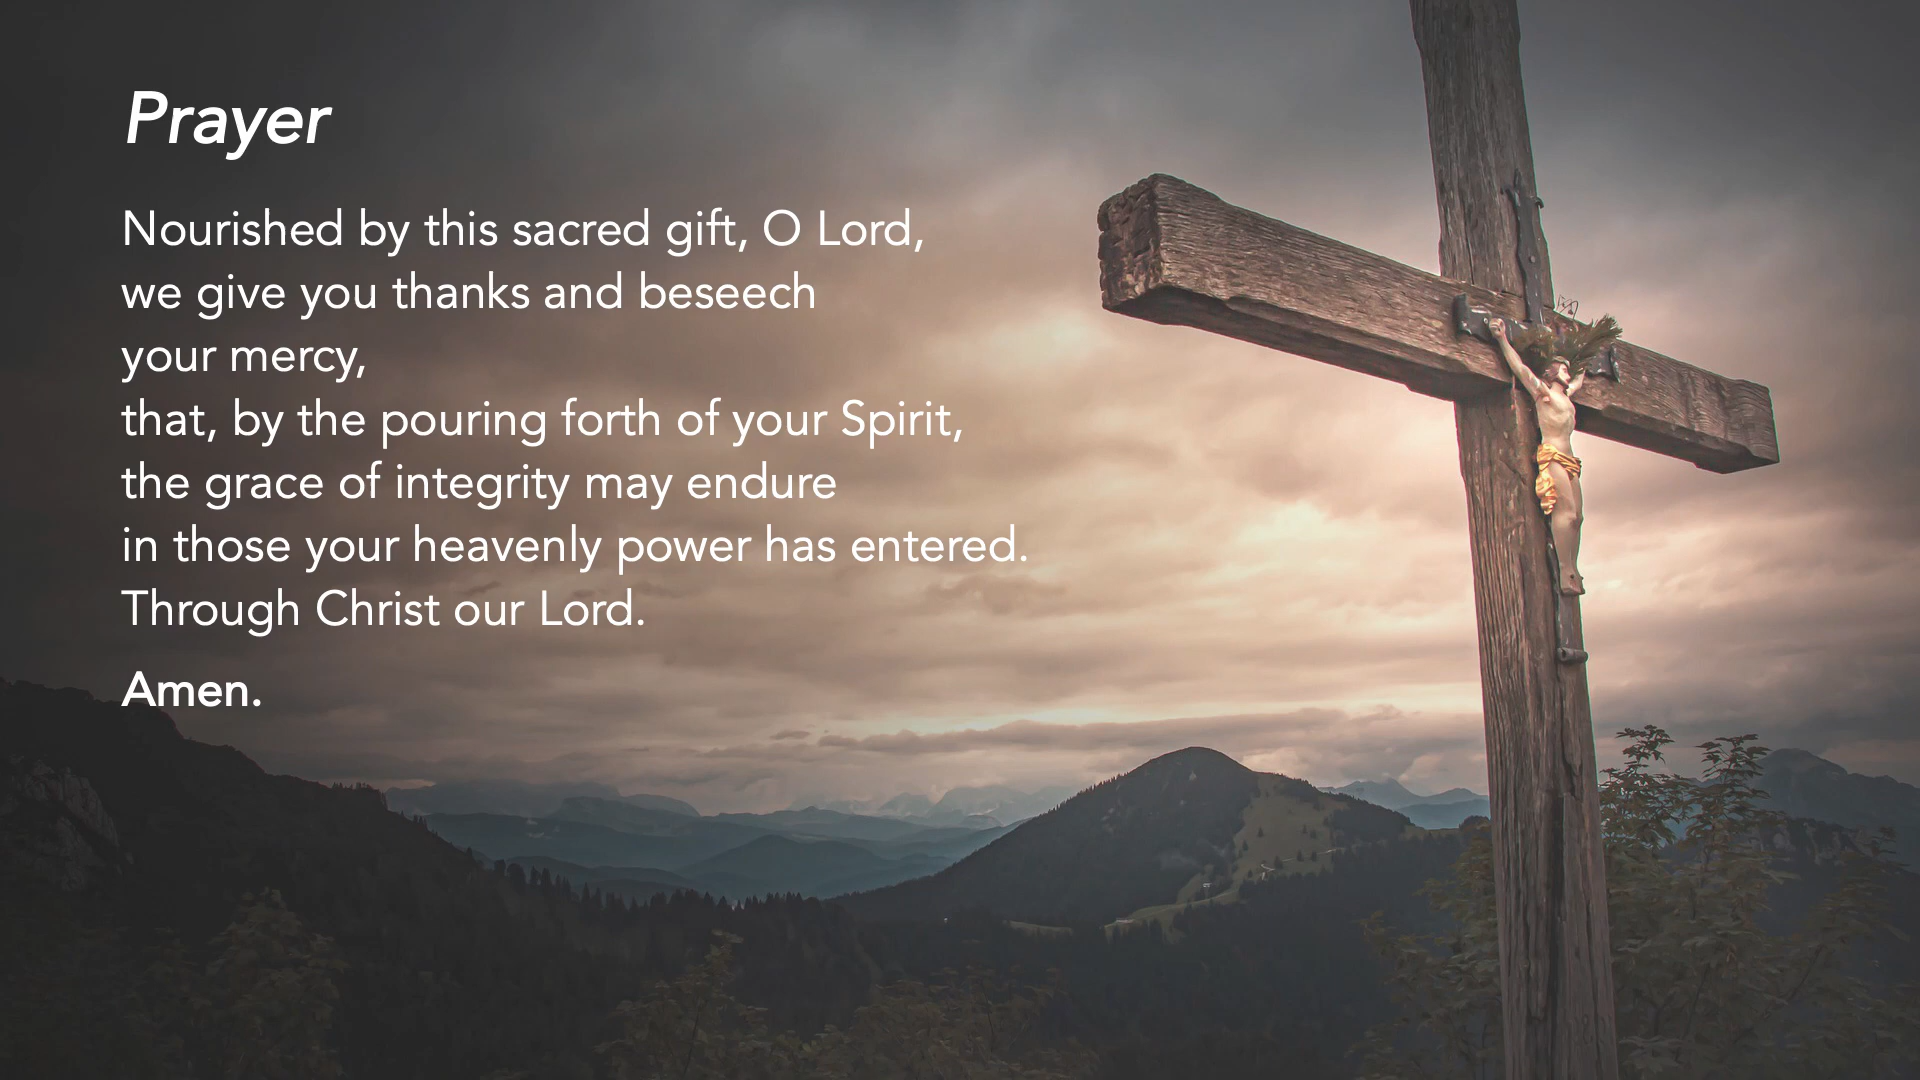 Prayer
Nourished by this sacred gift, O Lord,
we give you thanks and beseech
your mercy,
that, by the pouring forth of your Spirit,
the grace of integrity may endure
in those your heavenly power has entered.
Through Christ our Lord.
Amen.